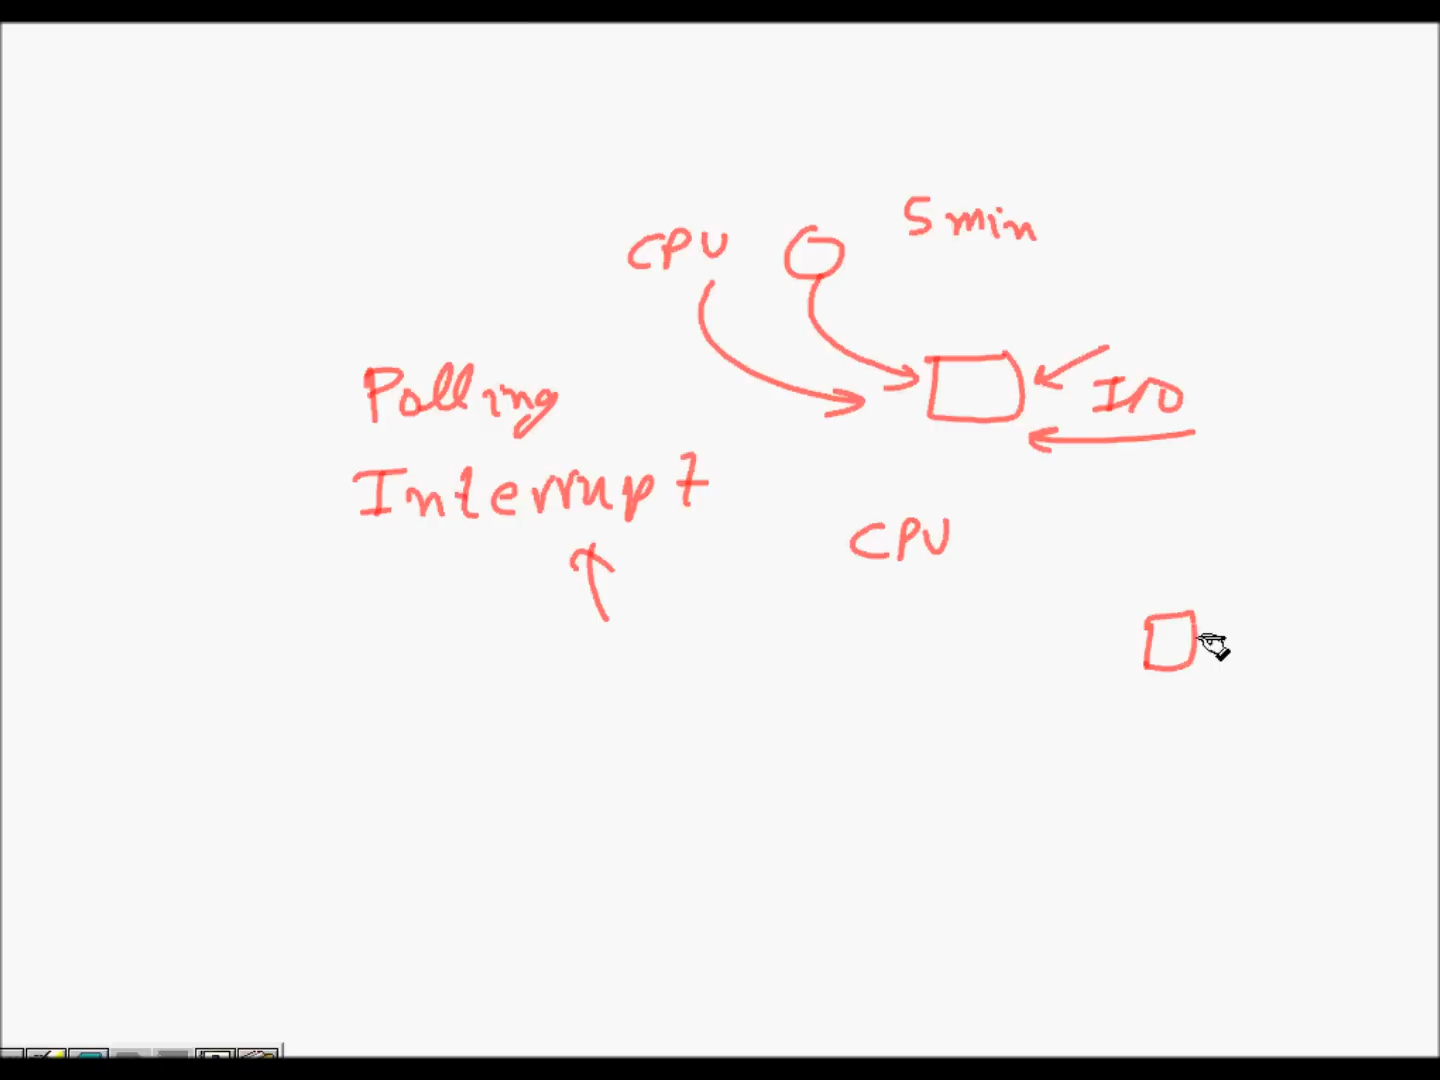 5 min
CPU
I/O
Polling
Interrupt
CPU